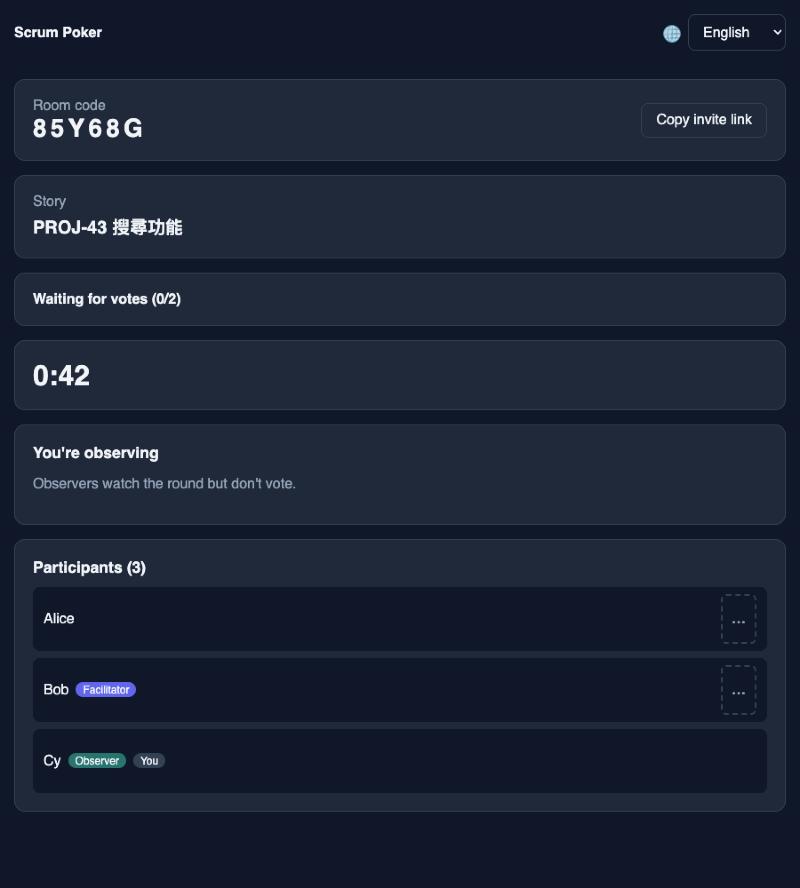 Scrum Poker
English
Room code
85Y68G
Copy invite link
Story
PROJ-43 搜尋功能
Waiting for votes (0/2)
0:42
You're observing
Observers watch the round but don't vote.
Participants (3)
Alice
...
Bob Facilitator
...
Cy Observer You